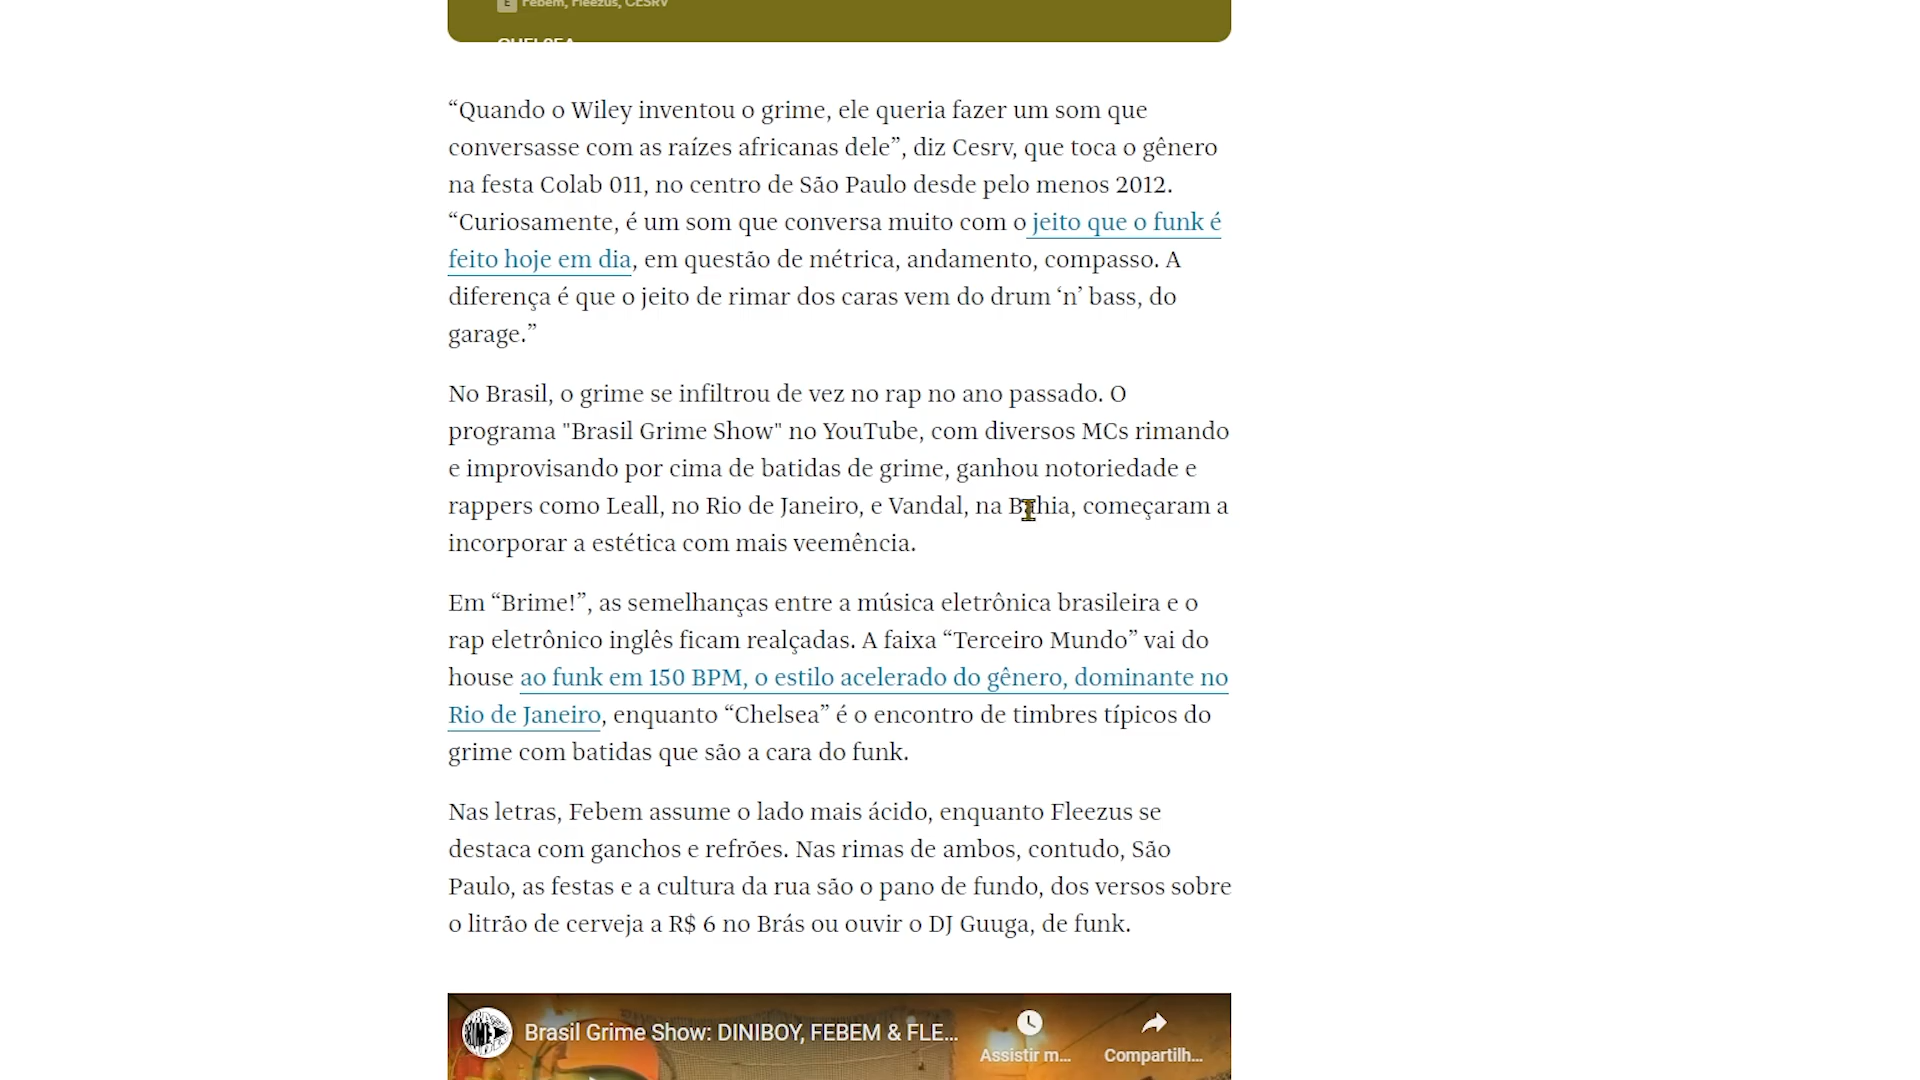 E Febem, Fleezus, CESRV
CHELSEA
“Quando o Wiley inventou o grime, ele queria fazer um som que
conversasse com as raízes africanas dele”, diz Cesrv, que toca o gênero
na festa Colab 011, no centro de São Paulo desde pelo menos 2012.
“Curiosamente, é um som que conversa muito com o jeito que o funk é
feito hoje em dia, em questão de métrica, andamento, compasso. A
diferença é que o jeito de rimar dos caras vem do drum ‘n’ bass, do
garage.”
No Brasil, o grime se infiltrou de vez no rap no ano passado. O
programa "Brasil Grime Show" no YouTube, com diversos MCs rimando
e improvisando por cima de batidas de grime, ganhou notoriedade e
rappers como Leall, no Rio de Janeiro, e Vandal, na Bahia, começaram a
incorporar a estética com mais veemência.
Em “Brime!”, as semelhanças entre a música eletrônica brasileira e o
rap eletrônico inglês ficam realçadas. A faixa “Terceiro Mundo” vai do
house ao funk em 150 BPM, o estilo acelerado do gênero, dominante no
Rio de Janeiro, enquanto “Chelsea” é o encontro de timbres típicos do
grime com batidas que são a cara do funk.
Nas letras, Febem assume o lado mais ácido, enquanto Fleezus se
destaca com ganchos e refrões. Nas rimas de ambos, contudo, São
Paulo, as festas e a cultura da rua são o pano de fundo, dos versos sobre
o litrão de cerveja a R$ 6 no Brás ou ouvir o DJ Guuga, de funk.
Brasil Grime Show: DINIBOY, FEBEM & FLE...
Assistir m...
Compartilh...